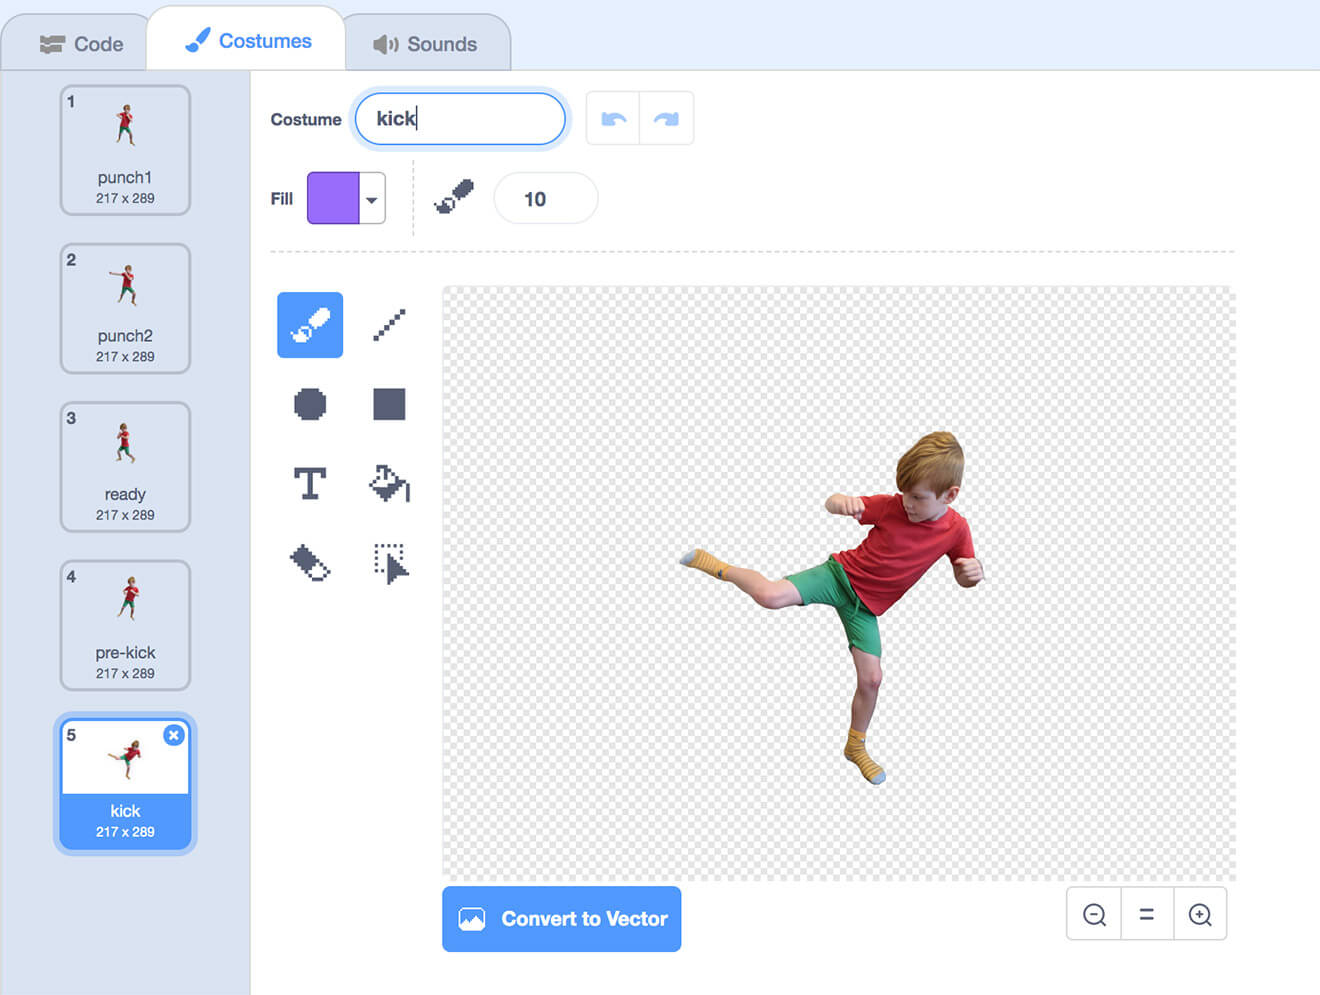 Code
Costumes
Sounds
1
punch1
217 x 289
2
punch2
217 x 289
3
ready
217 x 289
4
pre-kick
217 x 289
5
kick
217 x 289
Costume
kick
Fill
10
T
Convert to Vector